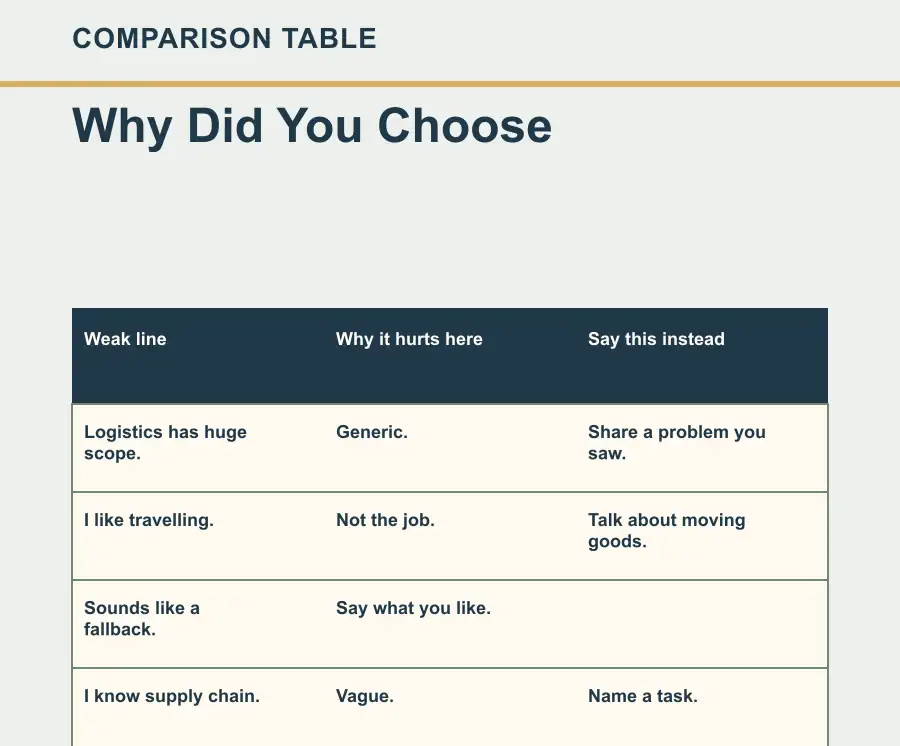 COMPARISON TABLE
Why Did You Choose
Weak line
Why it hurts here
Say this instead
Logistics has huge
scope.
Generic.
Share a problem you
saw.
I like travelling.
Not the job.
Talk about moving
goods.
Sounds like a
fallback.
Say what you like.
I know supply chain.
Vague.
Name a task.